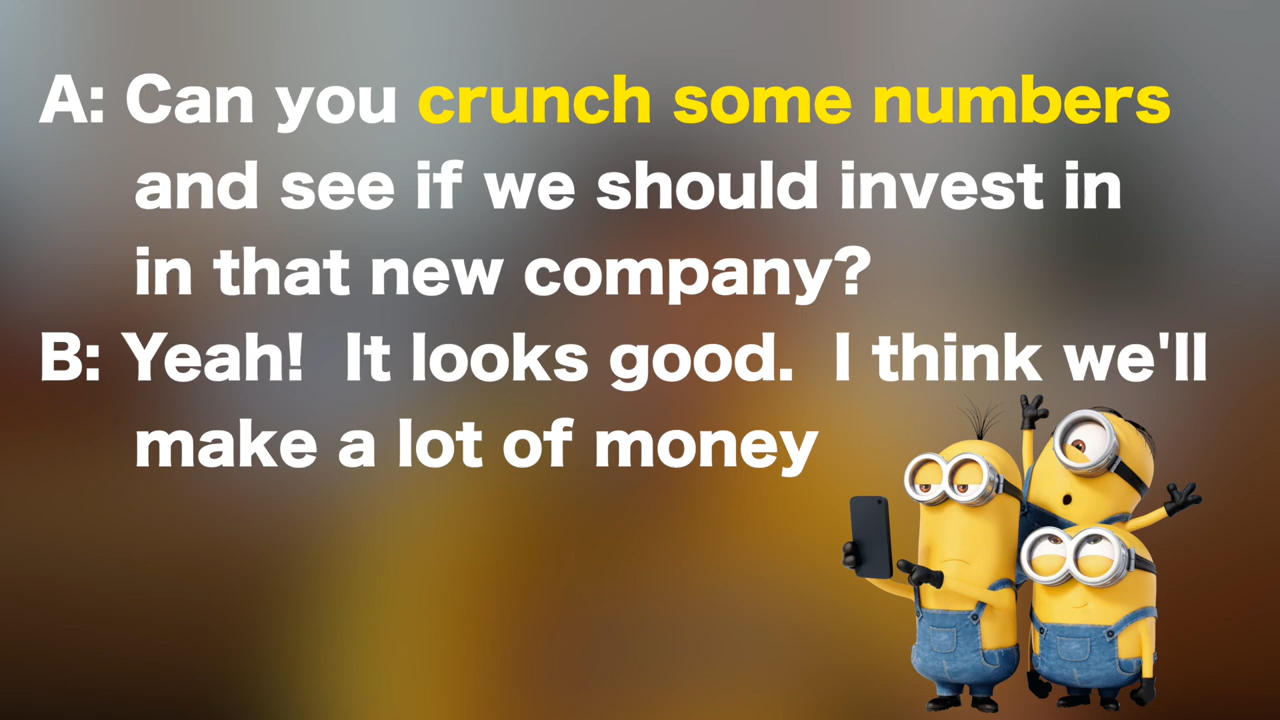 A: Can you crunch some numbers
and see if we should invest in
in that new company?
B: Yeah!  It looks good.  I think we'll
make a lot of money